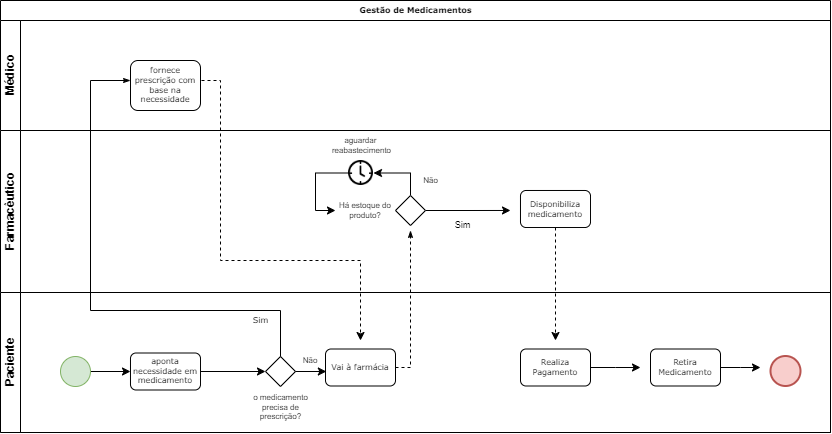 Gestão de Medicamentos
Médico
fornece
prescrição com
base na
necessidade
Farmacêutico
aguardar
reabastecimento
Não
Há estoque do
produto?
Sim
Disponibiliza
medicamento
Paciente
Sim
aponta
necessidade em
medicamento
Não
o medicamento
precisa de
prescrição?
Vai à farmácia
Realiza
Pagamento
Retira
Medicamento